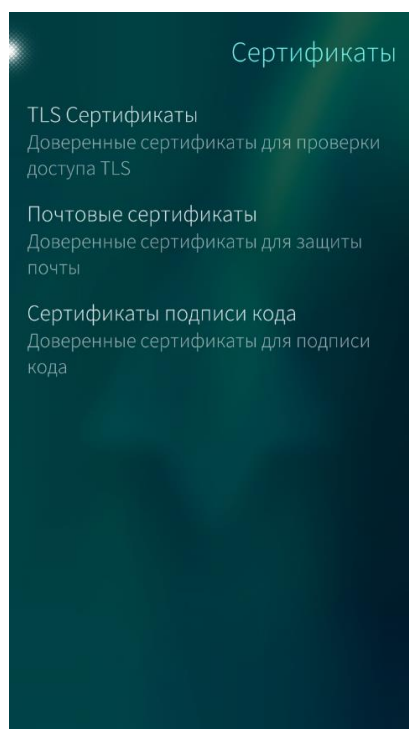 Сертификаты
TLS Сертификаты
Доверенные сертификаты для проверки
доступа TLS
Почтовые сертификаты
Доверенные сертификаты для защиты
почты
Сертификаты подписи кода
Доверенные сертификаты для подписи
кода